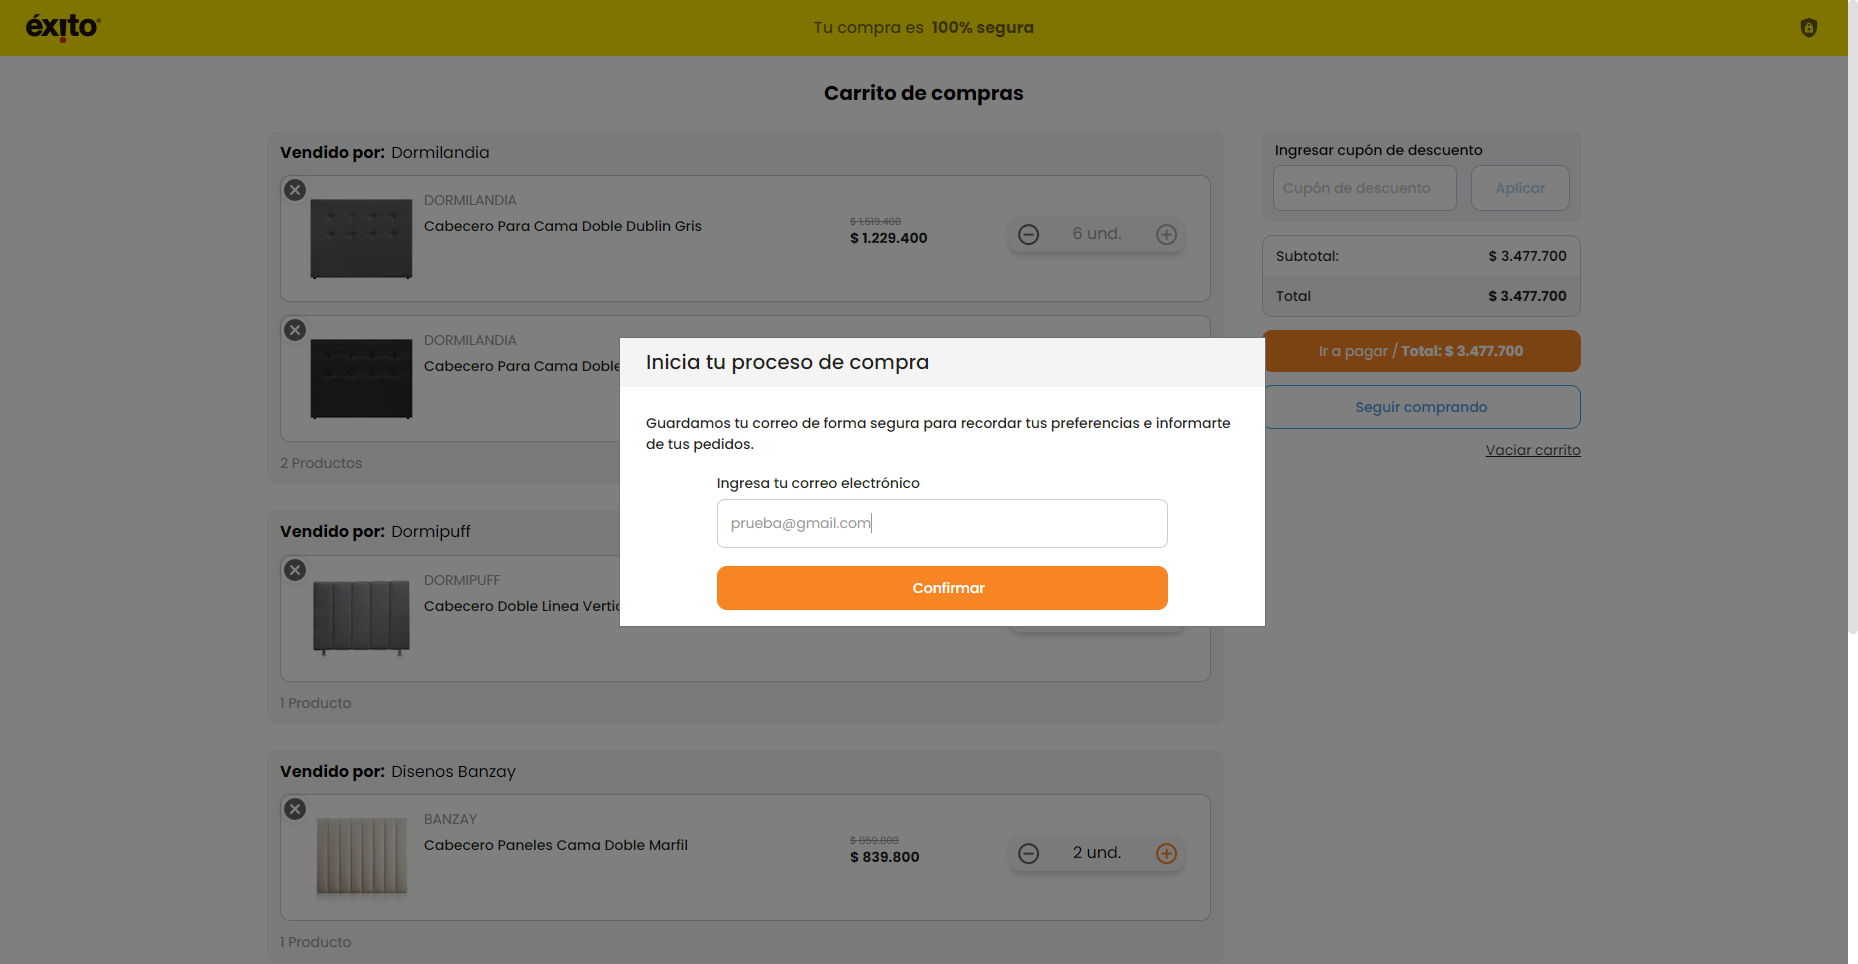 éxito
Tu compra es 100% segura
Carrito de compras
Vendido por: Dormilandia
DORMILANDIA
Cabecero Para Cama Doble Dublin Gris
$ 1.619.400
$ 1.229.400
6 und.
DORMILANDIA
Cabecero Para Cama Doble
2 Productos
Vendido por: Dormipuff
DORMIPUFF
Cabecero Doble Linea
1 Producto
Vendido por: Disenos Banzay
BANZAY
Cabecero Paneles Cama Doble Marfil
$ 859.800
$ 839.800
2 und.
1 Producto
Ingresar cupón de descuento
Cupón de descuento
Aplicar
Subtotal: $ 3.477.700
Total $ 3.477.700
Ir a pagar / Total: $ 3.477.700
Seguir comprando
Vaciar carrito
Inicia tu proceso de compra
Guardamos tu correo de forma segura para recordar tus preferencias e informarte
de tus pedidos.
Ingresa tu correo electrónico
prueba@gmail.com
Confirmar